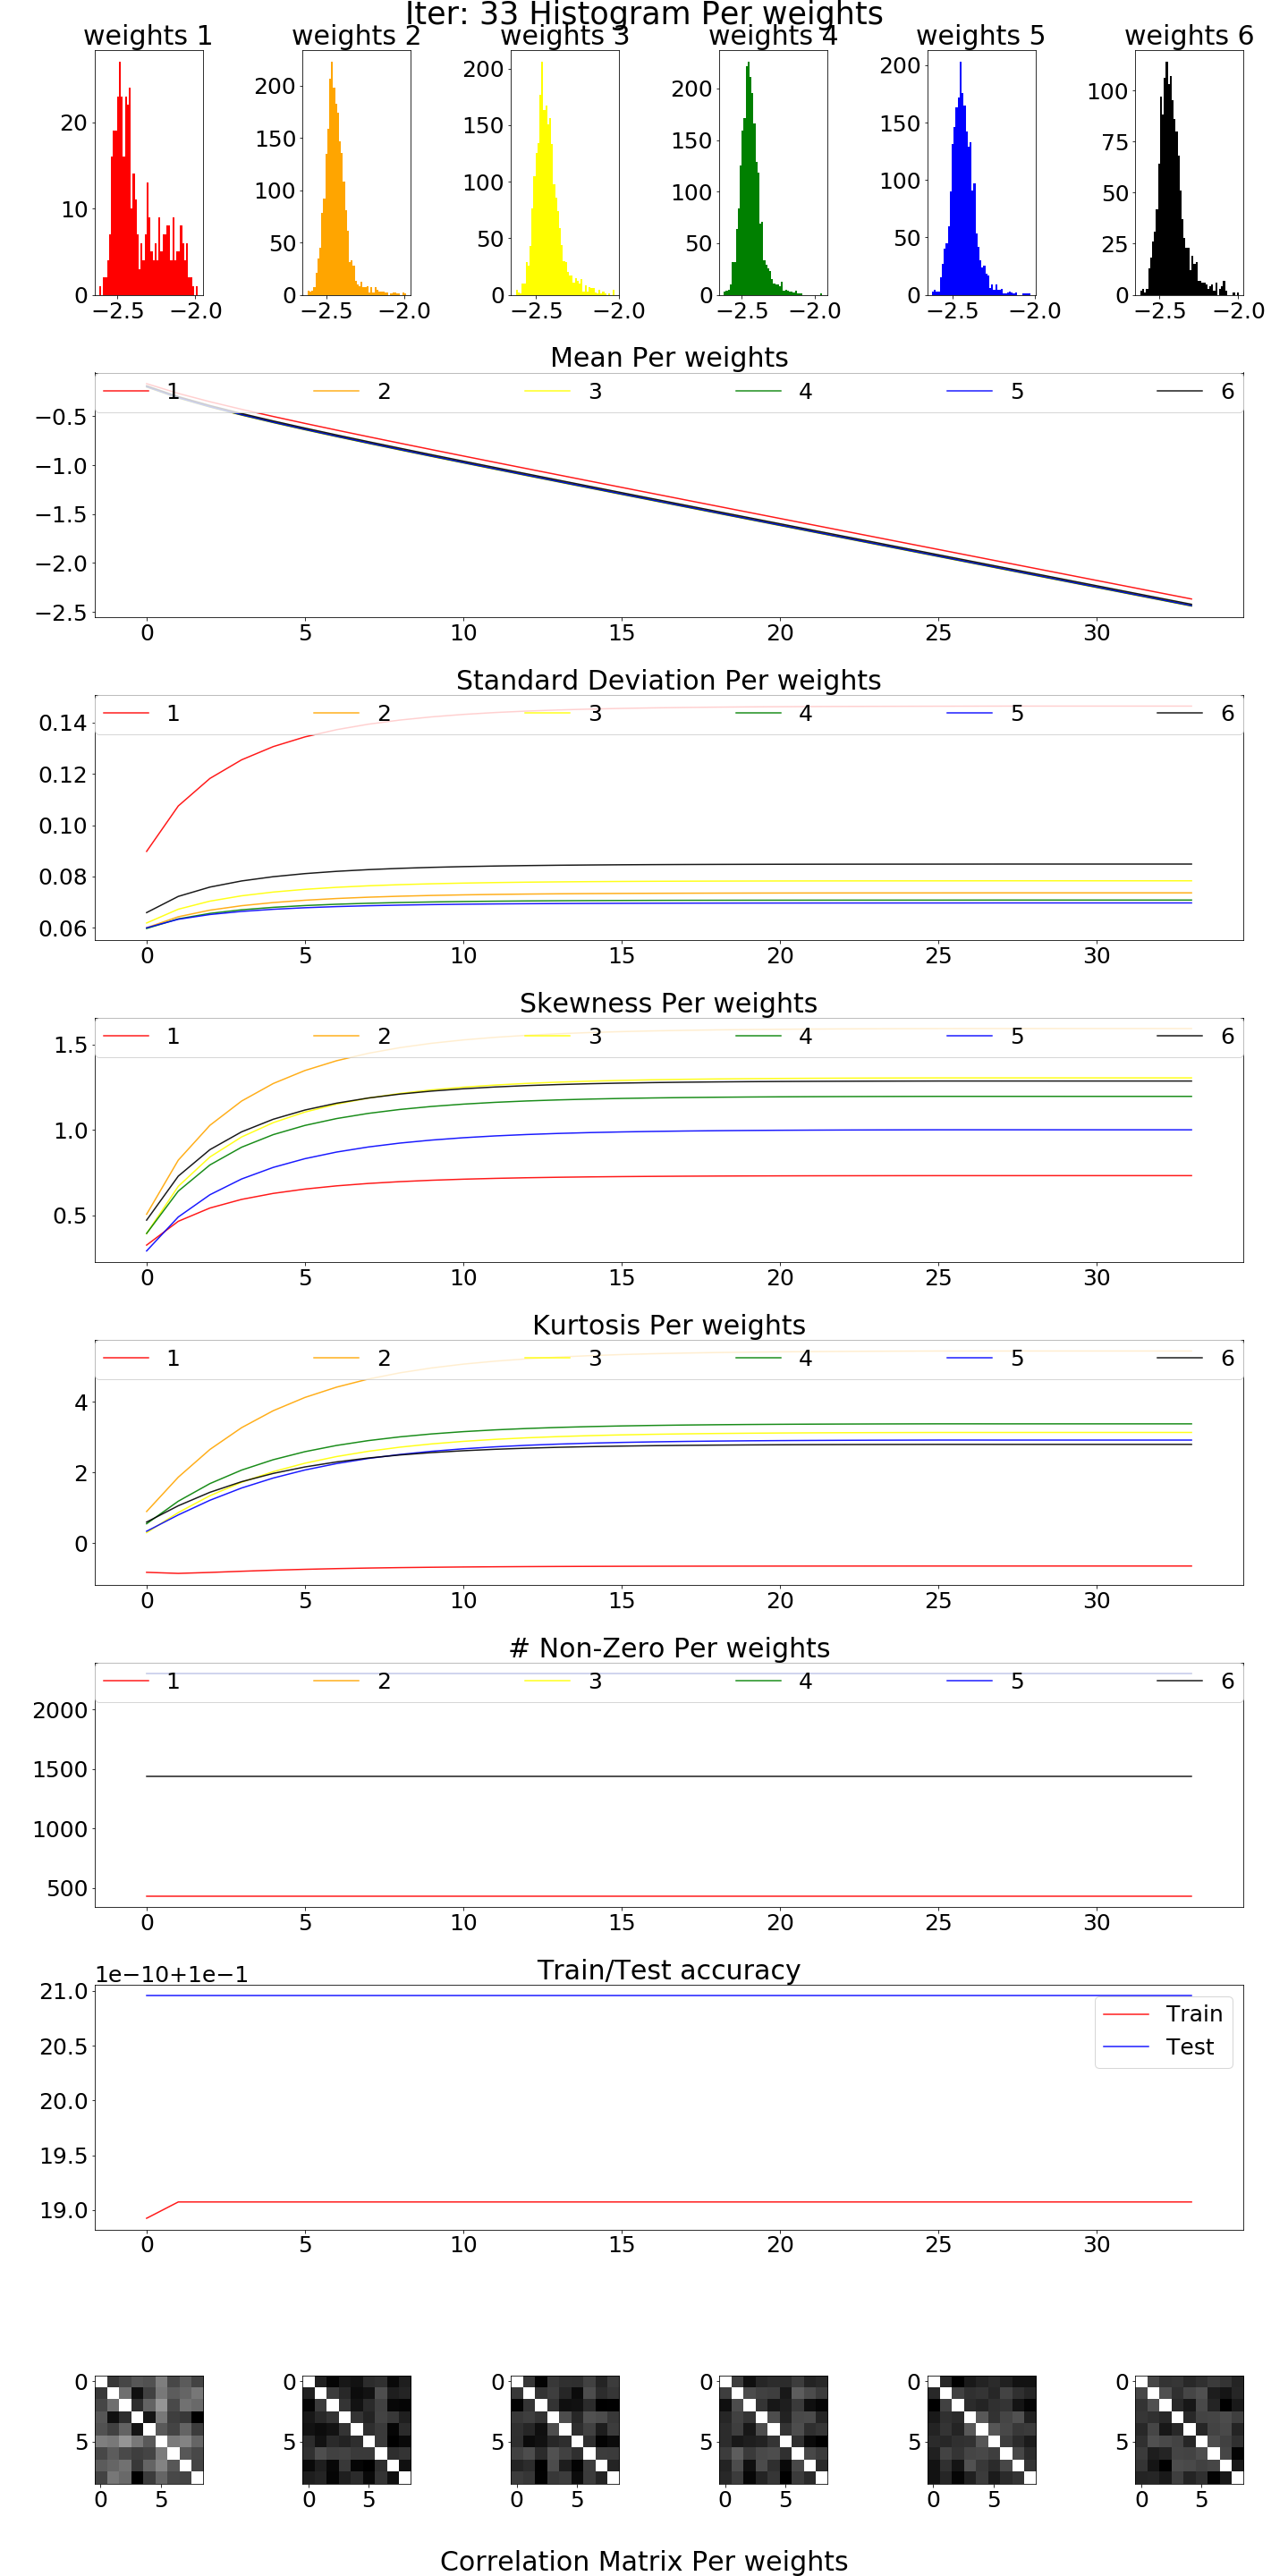 Iter: 33 Histogram Per weights
weights 1 weights 2 weights 3 weights 4 weights 5 weights 6
20
10
0
−2.5 −2.0
200
150
100
50
0
−2.5 −2.0
200
150
100
50
0
−2.5 −2.0
200
150
100
50
0
−2.5 −2.0
200
150
100
50
0
−2.5 −2.0
100
75
50
25
0
−2.5 −2.0
Mean Per weights
1 2 3 4 5 6
−0.5
−1.0
−1.5
−2.0
−2.5
0 5 10 15 20 25 30
Standard Deviation Per weights
1 2 3 4 5 6
0.14
0.12
0.10
0.08
0.06
0 5 10 15 20 25 30
Skewness Per weights
1 2 3 4 5 6
1.5
1.0
0.5
0 5 10 15 20 25 30
Kurtosis Per weights
1 2 3 4 5 6
4
2
0
0 5 10 15 20 25 30
# Non-Zero Per weights
1 2 3 4 5 6
2000
1500
1000
500
0 5 10 15 20 25 30
Train/Test accuracy
1e−10+1e−1
21.0
20.5
20.0
19.5
19.0
Train
Test
0 5 10 15 20 25 30
0 0 0 0 0 0
5 5 5 5 5 5
0 5 0 5 0 5 0 5 0 5 0 5
Correlation Matrix Per weights